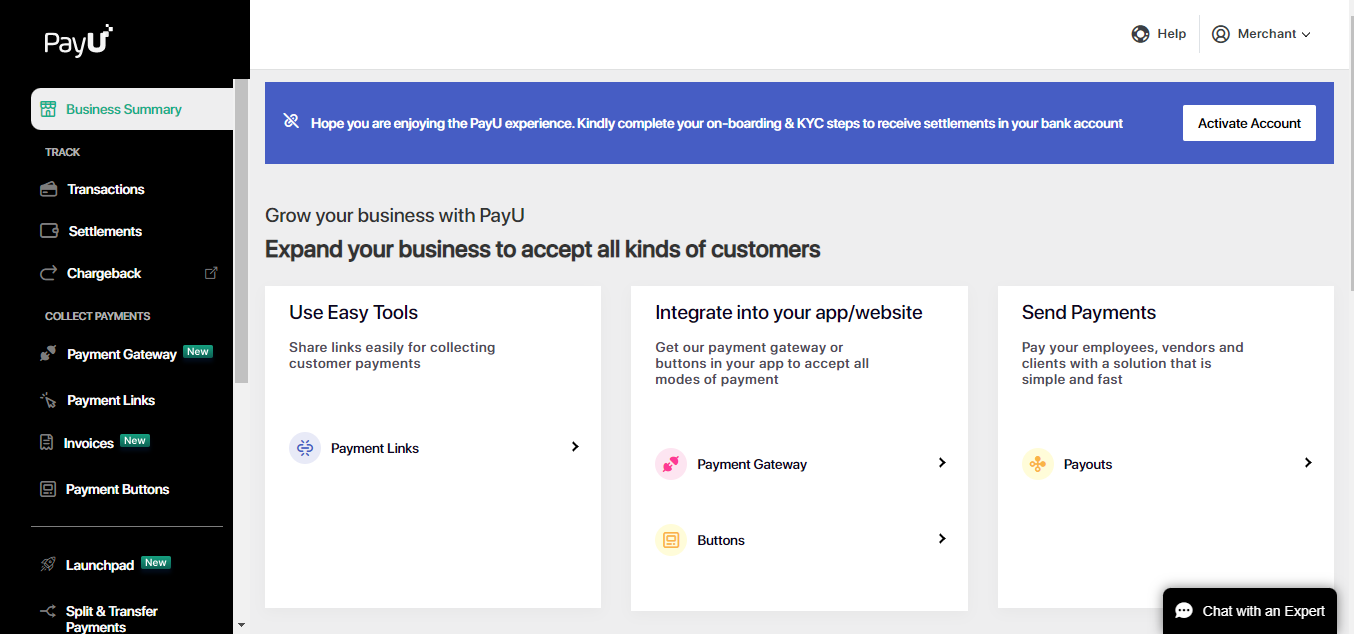 PayU
Business Summary
TRACK
Transactions
Settlements
Chargeback
COLLECT PAYMENTS
Payment Gateway New
Payment Links
Invoices New
Payment Buttons
Launchpad New
Split & Transfer
Payments
Help
Merchant
Hope you are enjoying the PayU experience. Kindly complete your on-boarding & KYC steps to receive settlements in your bank account
Activate Account
Grow your business with PayU
Expand your business to accept all kinds of customers
Use Easy Tools
Share links easily for collecting
customer payments
Payment Links
Integrate into your app/website
Get our payment gateway or
buttons in your app to accept all
modes of payment
Payment Gateway
Buttons
Send Payments
Pay your employees, vendors and
clients with a solution that is
simple and fast
Payouts
Chat with an Expert